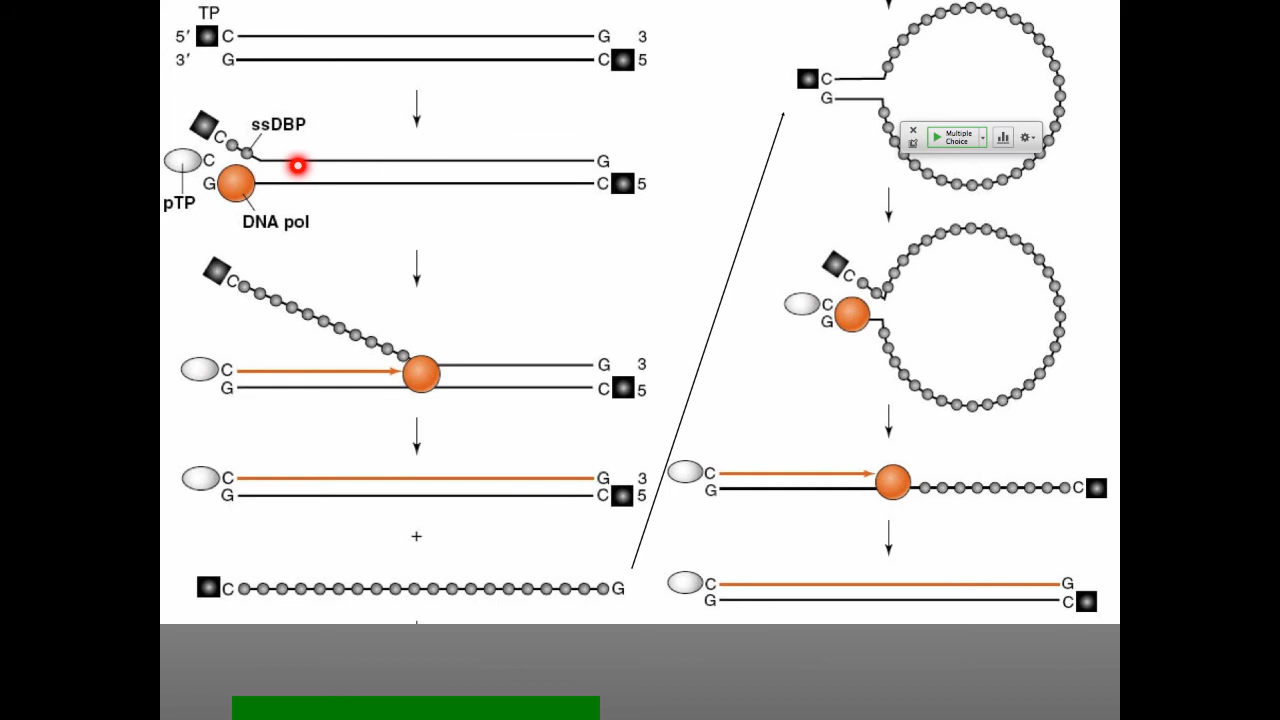 TP
5′ C G 3
3′ G C 5
ssDBP
C
C G
G C 5
pTP
DNA pol
C
C G 3
G C 5
C G 3
G C 5
+
C G
C
G
Multiple
Choice
C
C
G
C
G C
C G
G C